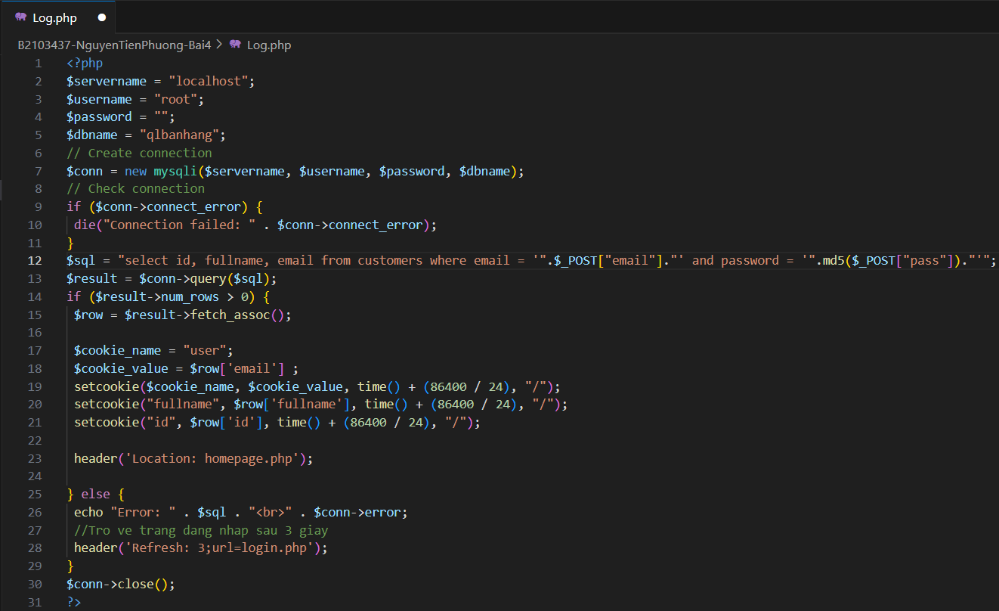 Log.php
B2103437-NguyenTienPhuong-Bai4 > Log.php
1 <?php
2 $servername = "localhost";
3 $username = "root";
4 $password = "";
5 $dbname = "qlbanhang";
6 // Create connection
7 $conn = new mysqli($servername, $username, $password, $dbname);
8 // Check connection
9 if ($conn->connect_error) {
10  die("Connection failed: " . $conn->connect_error);
11 }
12 $sql = "select id, fullname, email from customers where email = '".$_POST["email"]."' and password = '".md5($_POST["pass"])."'";
13 $result = $conn->query($sql);
14 if ($result->num_rows > 0) {
15  $row = $result->fetch_assoc();
16
17  $cookie_name = "user";
18  $cookie_value = $row['email'] ;
19  setcookie($cookie_name, $cookie_value, time() + (86400 / 24), "/");
20  setcookie("fullname", $row['fullname'], time() + (86400 / 24), "/");
21  setcookie("id", $row['id'], time() + (86400 / 24), "/");
22
23  header('Location: homepage.php');
24
25 } else {
26  echo "Error: " . $sql . "<br>" . $conn->error;
27  //Tro ve trang dang nhap sau 3 giay
28  header('Refresh: 3;url=login.php');
29 }
30 $conn->close();
31 ?>